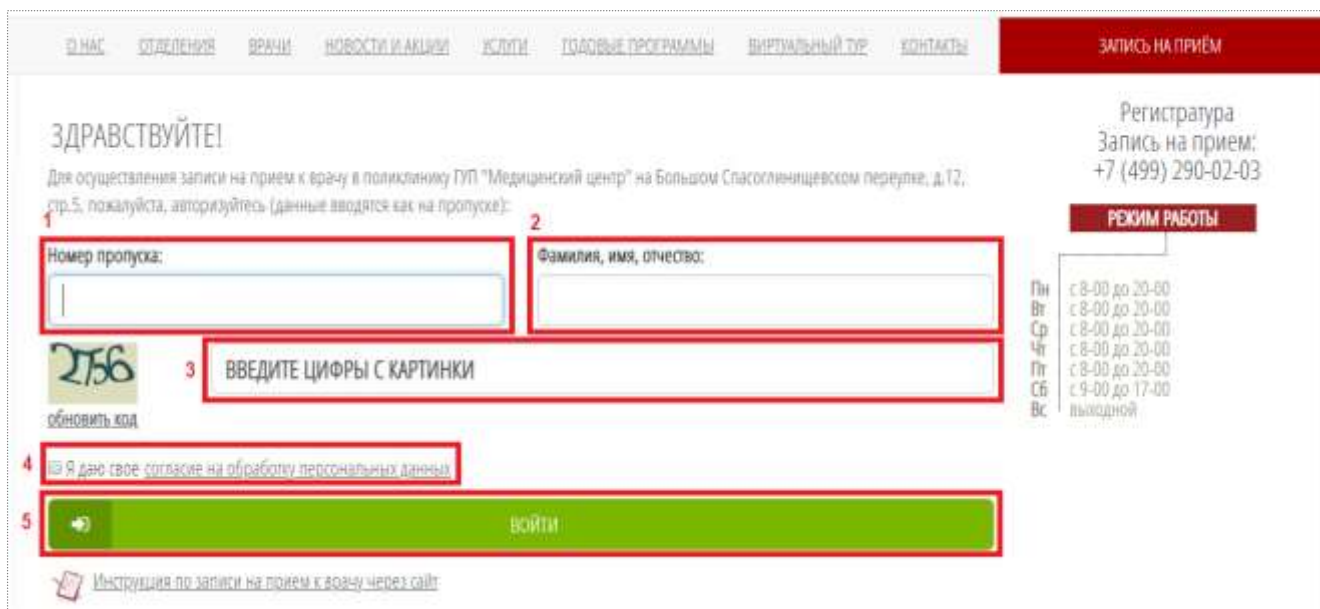 О НАС ОТДЕЛЕНИЯ ВРАЧИ НОВОСТИ И АКЦИИ УСЛУГИ ГОДОВЫЕ ПРОГРАММЫ ВИРТУАЛЬНЫЙ ТУР КОНТАКТЫ ЗАПИСЬ НА ПРИЁМ
ЗДРАВСТВУЙТЕ!
Для осуществления записи на прием к врачу в поликлинику ГУП "Медицинский центр" на Большом Спасоглинищевском переулке, д.12,
стр.5, пожалуйста, авторизуйтесь (данные вводятся как на пропуске):
1 2
Номер пропуска: Фамилия, имя, отчество:
2756
3 ВВЕДИТЕ ЦИФРЫ С КАРТИНКИ
обновить код
4 Я даю свое согласие на обработку персональных данных
5 ВОЙТИ
Инструкция по записи на прием к врачу через сайт
Регистратура
Запись на прием:
+7 (499) 290-02-03
РЕЖИМ РАБОТЫ
Пн с 8-00 до 20-00
Вт с 8-00 до 20-00
Ср с 8-00 до 20-00
Чт с 8-00 до 20-00
Пт с 8-00 до 20-00
Сб с 9-00 до 17-00
Вс выходной